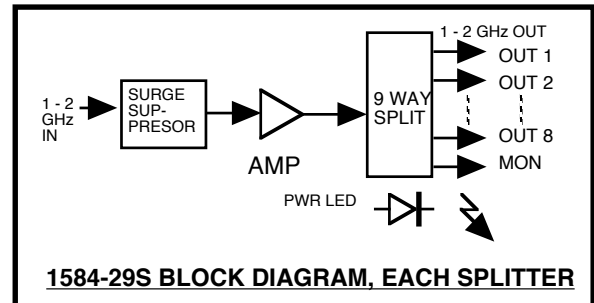 1 - 2 GHz OUT
OUT 1
OUT 2
OUT 8
MON
1 - 2
GHz
IN
SURGE
SUP-
PRESOR
AMP
9 WAY
SPLIT
PWR LED
1584-29S BLOCK DIAGRAM, EACH SPLITTER